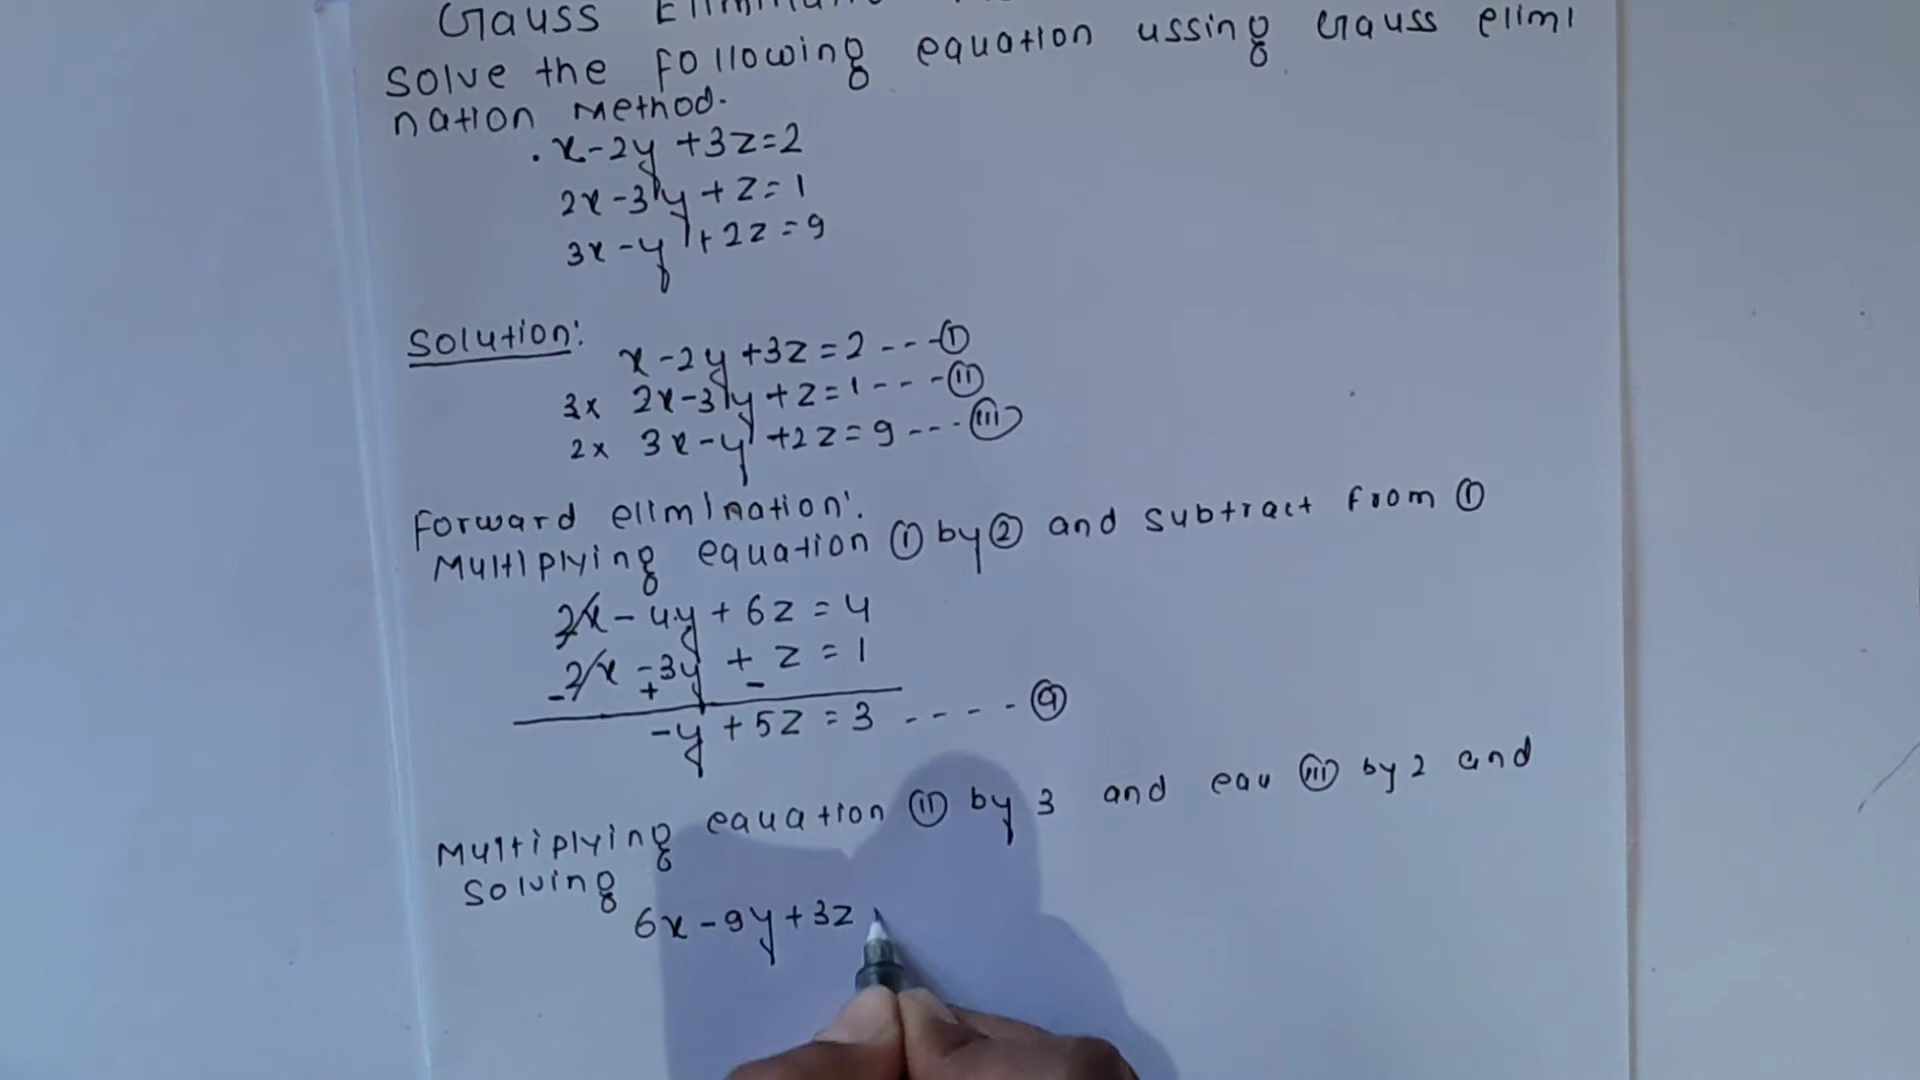 Gauss
Solve the following equation ussing Gauss elimi
nation Method.
x-2y+3z=2
2x-3y+z=1
3x-y+2z=9
Solution:
x-2y+3z=2---(I)
3x 2x-3y+z=1---(II)
2x 3x-y+2z=9---(III)
Forward elimination:
Multiplying equation (I) by (2) and subtract from (I)
2x-4y+6z=4
2x-3y+z=1
- + -
-y+5z=3-----(a)
Multiplying equation (II) by 3 and equ (III) by 2 and
Solving
6x-9y+3z